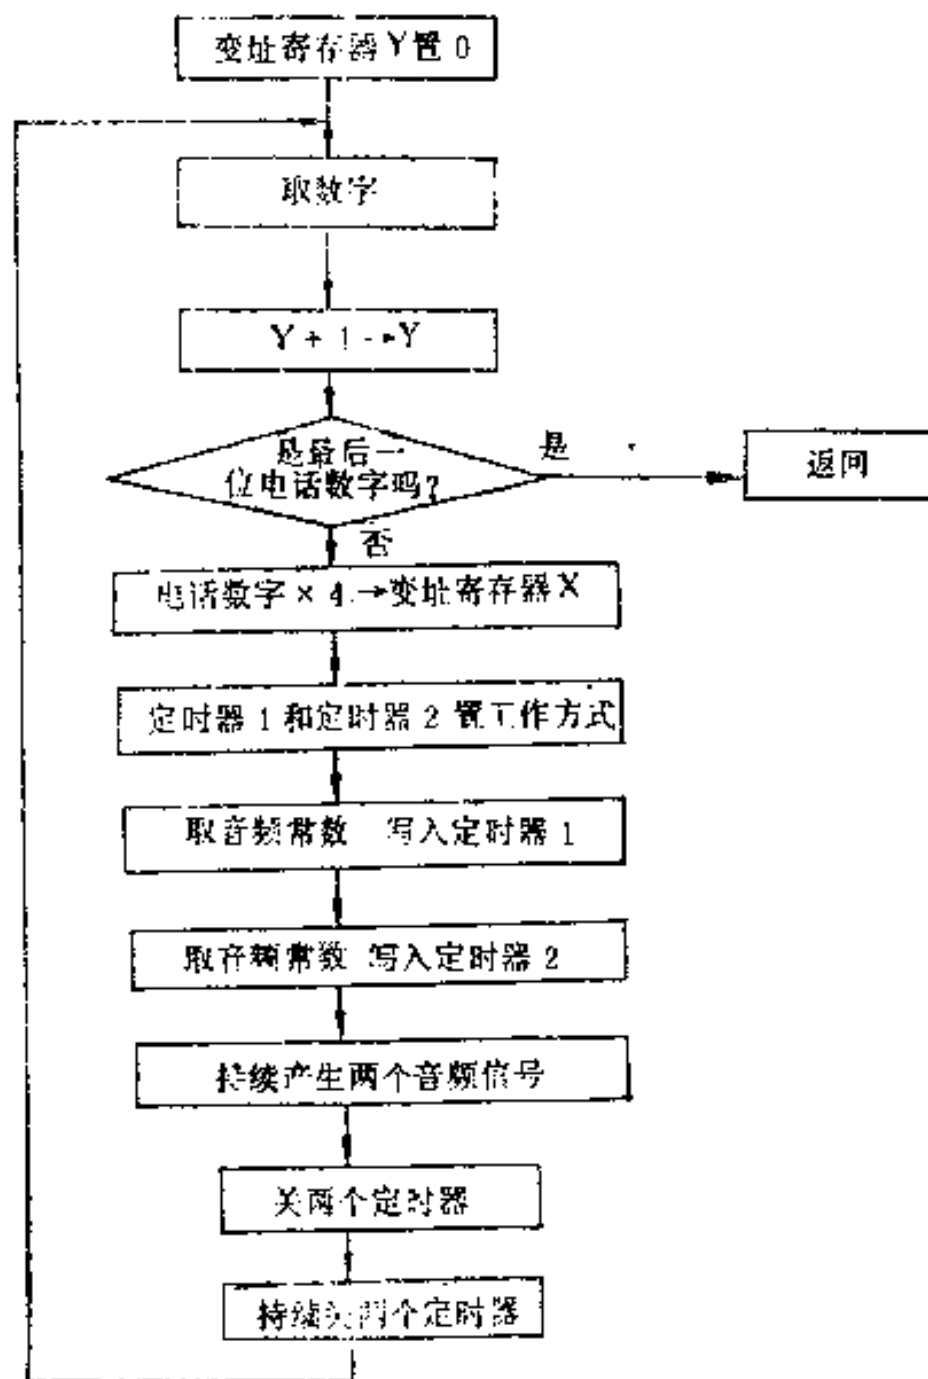 变址寄存器Y置0
取数字
Y+1→Y
是最后一
位电话数字吗?
是
返回
否
电话数字×4→变址寄存器X
定时器1和定时器2置工作方式
取音频常数 写入定时器1
取音频常数 写入定时器2
持续产生两个音频信号
关两个定时器
持续关两个定时器